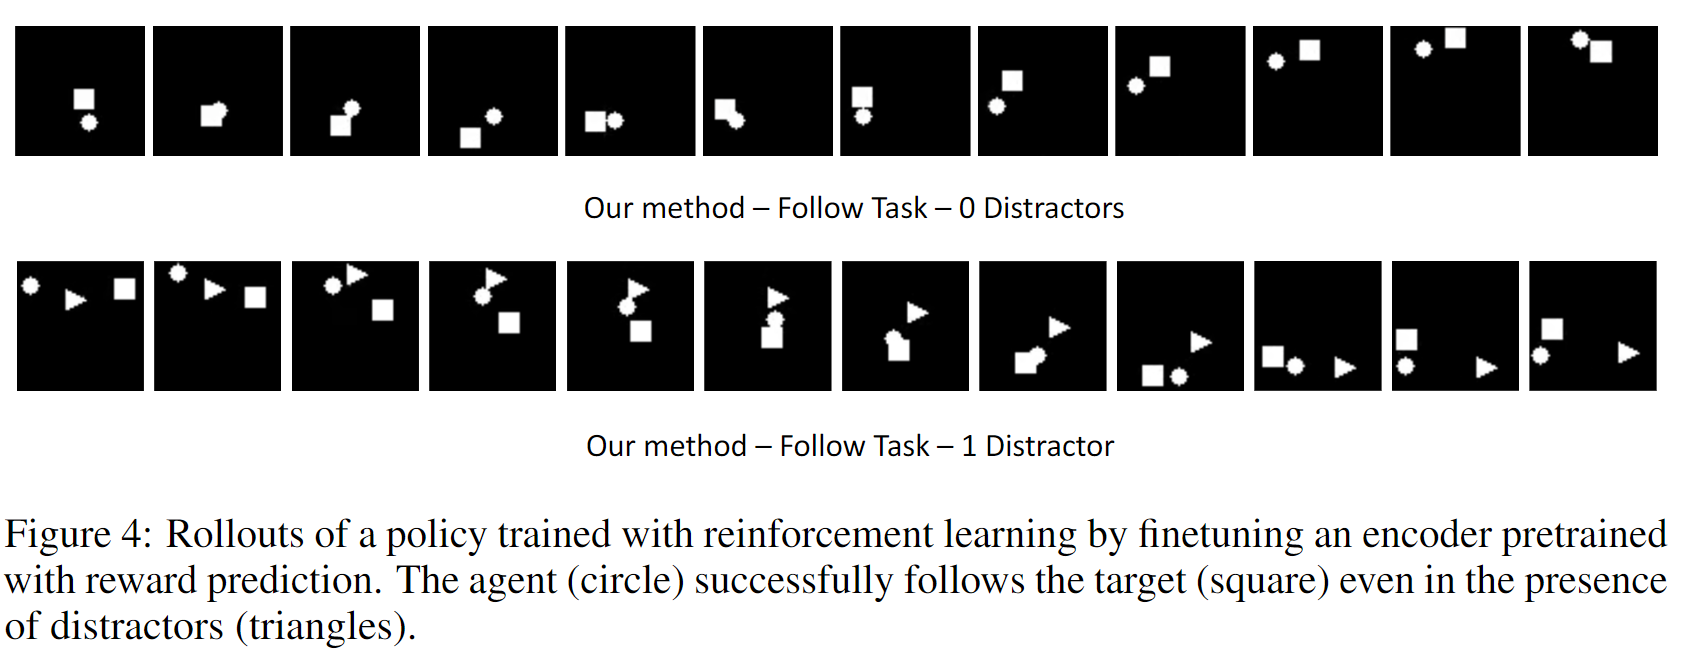 Our method – Follow Task – 0 Distractors
Our method – Follow Task – 1 Distractor
Figure 4: Rollouts of a policy trained with reinforcement learning by finetuning an encoder pretrained
with reward prediction. The agent (circle) successfully follows the target (square) even in the presence
of distractors (triangles).